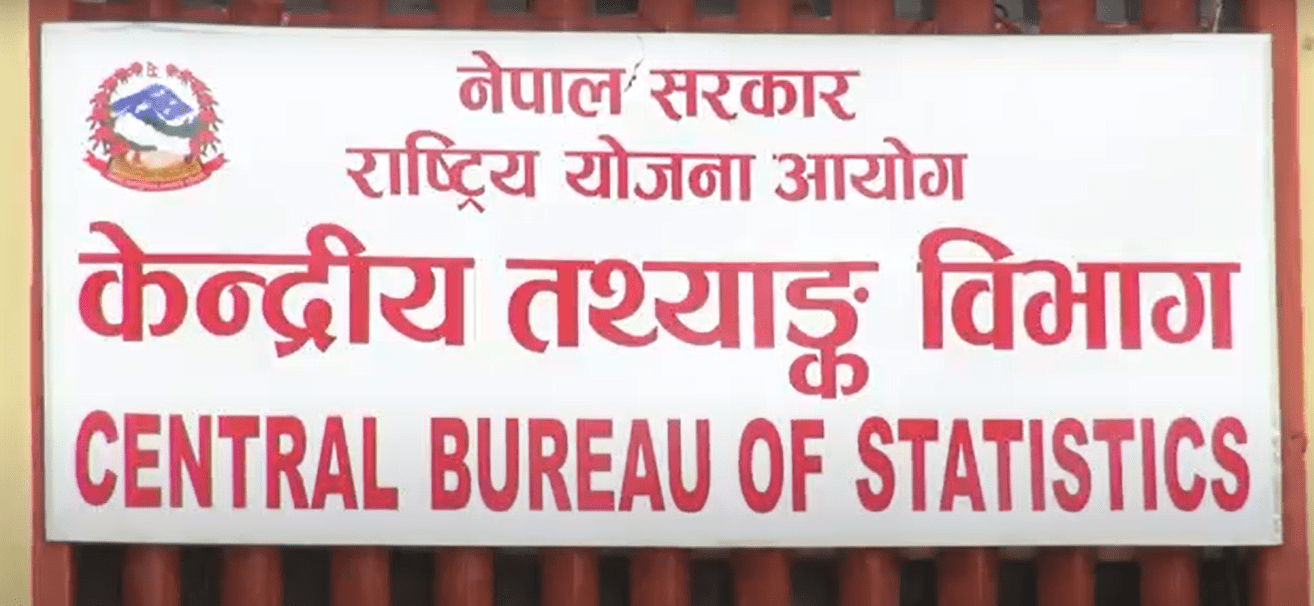 नेपाल सरकार
राष्ट्रिय योजना आयोग
केन्द्रीय तथ्याङ्क विभाग
CENTRAL BUREAU OF STATISTICS